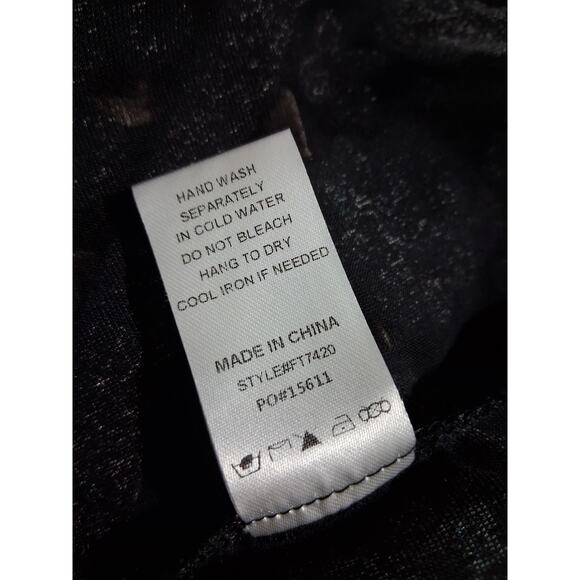 HAND WASH
SEPARATELY
IN COLD WATER
DO NOT BLEACH
HANG TO DRY
COOL IRON IF NEEDED
MADE IN CHINA
STYLE#FT7420
PO#15611